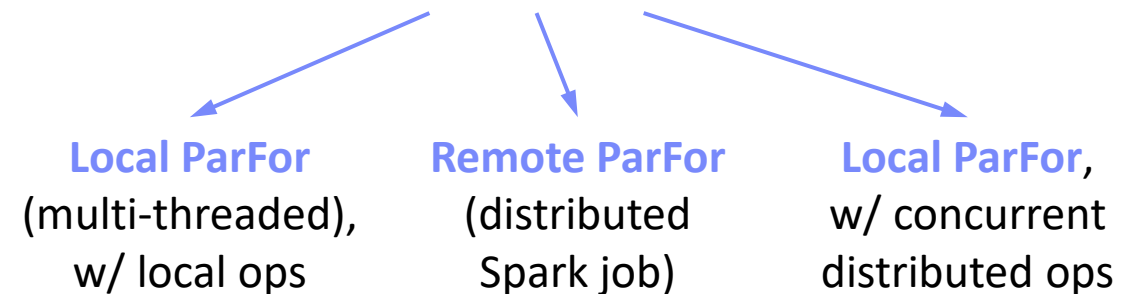 Local ParFor
(multi-threaded),
w/ local ops
Remote ParFor
(distributed
Spark job)
Local ParFor,
w/ concurrent
distributed ops